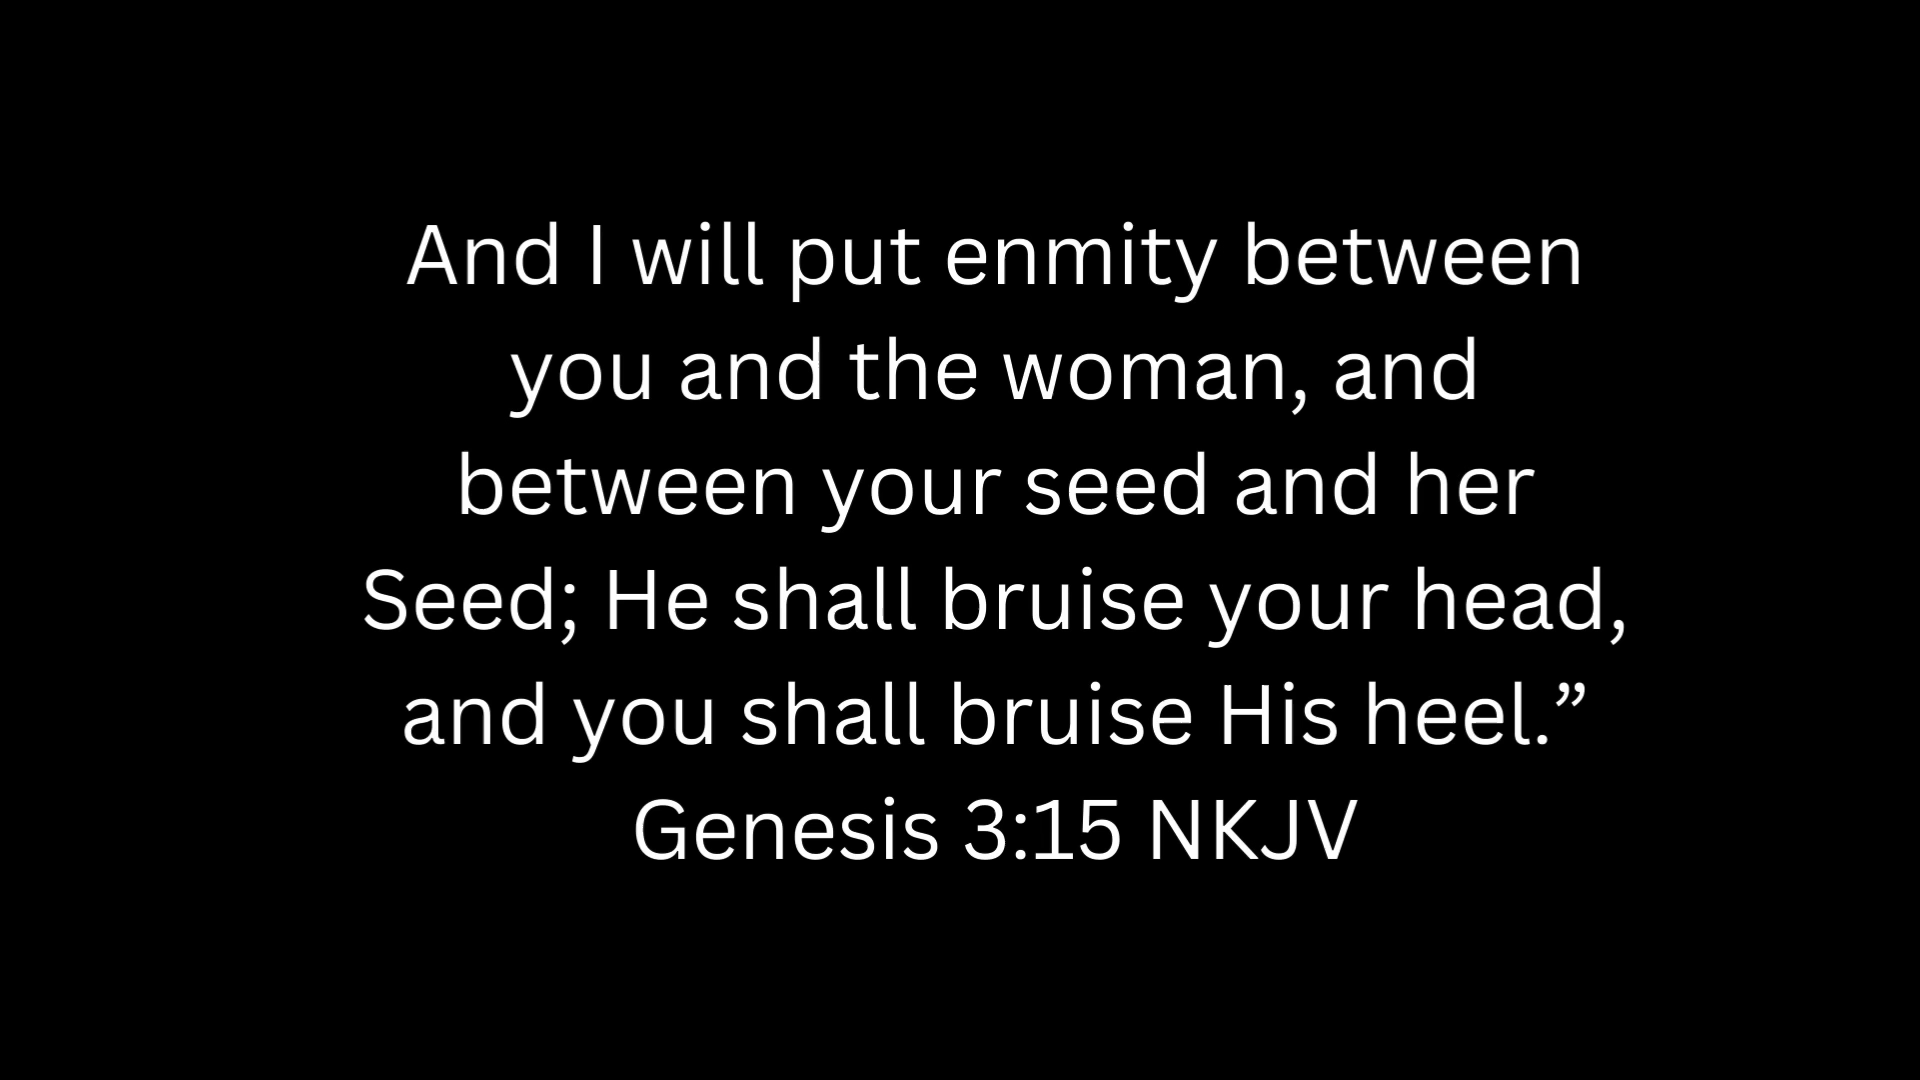 And I will put enmity between
you and the woman, and
between your seed and her
Seed; He shall bruise your head,
and you shall bruise His heel.”
Genesis 3:15 NKJV